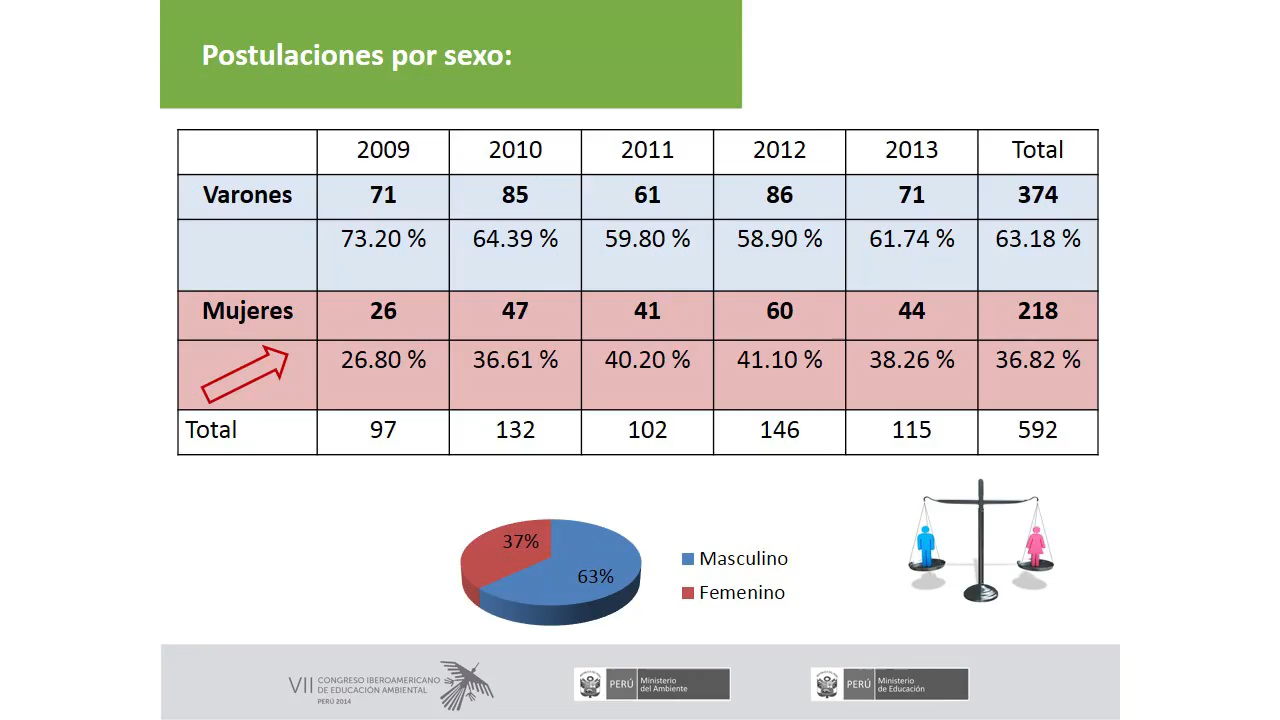 Postulaciones por sexo:
2009 2010 2011 2012 2013 Total
Varones 71 85 61 86 71 374
73.20 % 64.39 % 59.80 % 58.90 % 61.74 % 63.18 %
Mujeres 26 47 41 60 44 218
26.80 % 36.61 % 40.20 % 41.10 % 38.26 % 36.82 %
Total 97 132 102 146 115 592
37%
63%
Masculino
Femenino
VII CONGRESO IBEROAMERICANO
DE EDUCACIÓN AMBIENTAL
PERÚ 2014
PERÚ Ministerio
del Ambiente
PERÚ Ministerio
de Educación